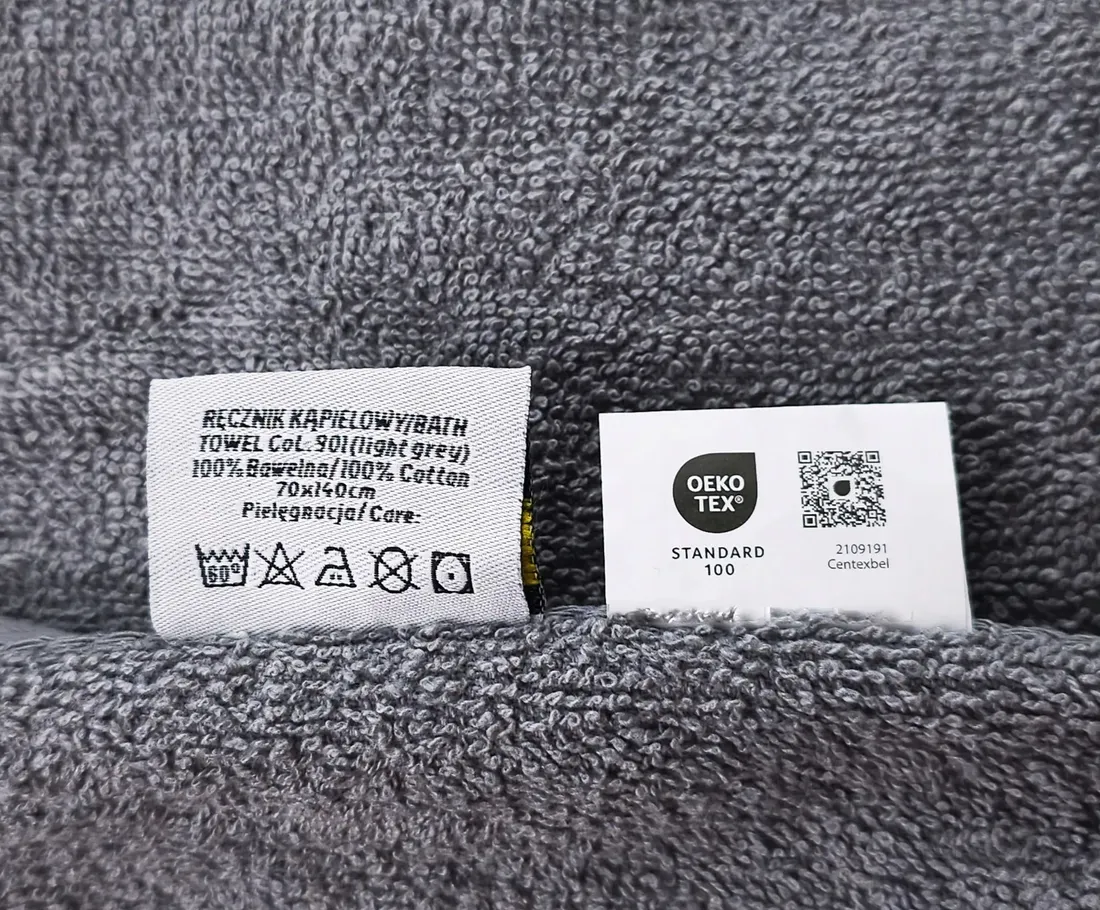 RĘCZNIK KĄPIELOWY/BATH
TOWEL Col. 901(light grey)
100% Bawełna/100% Cotton
70x140cm
Pielęgnacja/ Care:
60°
OEKO
TEX®
STANDARD
100
2109191
Centexbel